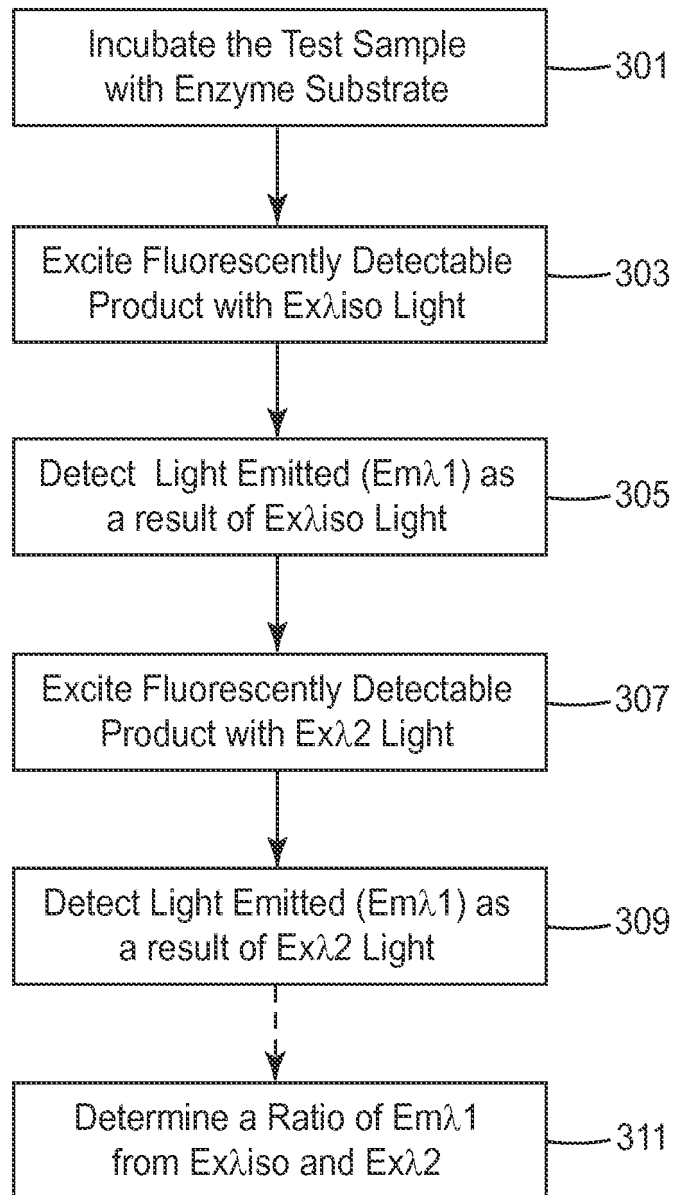 Incubate the Test Sample
with Enzyme Substrate
301
Excite Fluorescently Detectable
Product with Exλiso Light
303
Detect Light Emitted (Emλ1) as
a result of Exλiso Light
305
Excite Fluorescently Detectable
Product with Exλ2 Light
307
Detect Light Emitted (Emλ1) as
a result of Exλ2 Light
309
Determine a Ratio of Emλ1
from Exλiso and Exλ2
311